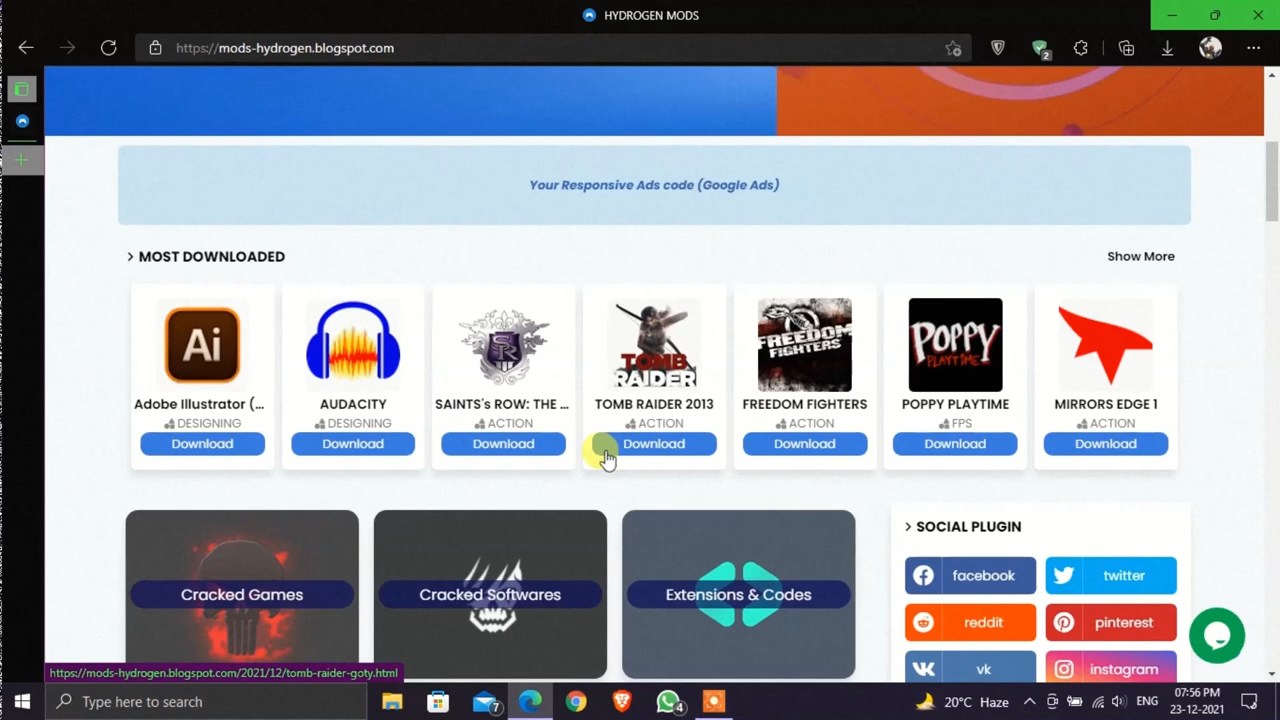 HYDROGEN MODS
https://mods-hydrogen.blogspot.com
2
Your Responsive Ads code (Google Ads)
> MOST DOWNLOADED
Show More
Ai
SR
TOMB RAIDER
FREEDOM FIGHTERS
POPPY PLAYTIME
Adobe Illustrator (...
AUDACITY
SAINTS's ROW: THE ...
TOMB RAIDER 2013
FREEDOM FIGHTERS
POPPY PLAYTIME
MIRRORS EDGE 1
DESIGNING
DESIGNING
ACTION
ACTION
ACTION
FPS
ACTION
Download
Download
Download
Download
Download
Download
Download
> SOCIAL PLUGIN
Cracked Games
Cracked Softwares
Extensions & Codes
facebook
twitter
reddit
pinterest
vk
instagram
https://mods-hydrogen.blogspot.com/2021/12/tomb-raider-goty.html
Type here to search
7
4
20°C Haze
ENG
07:56 PM
23-12-2021